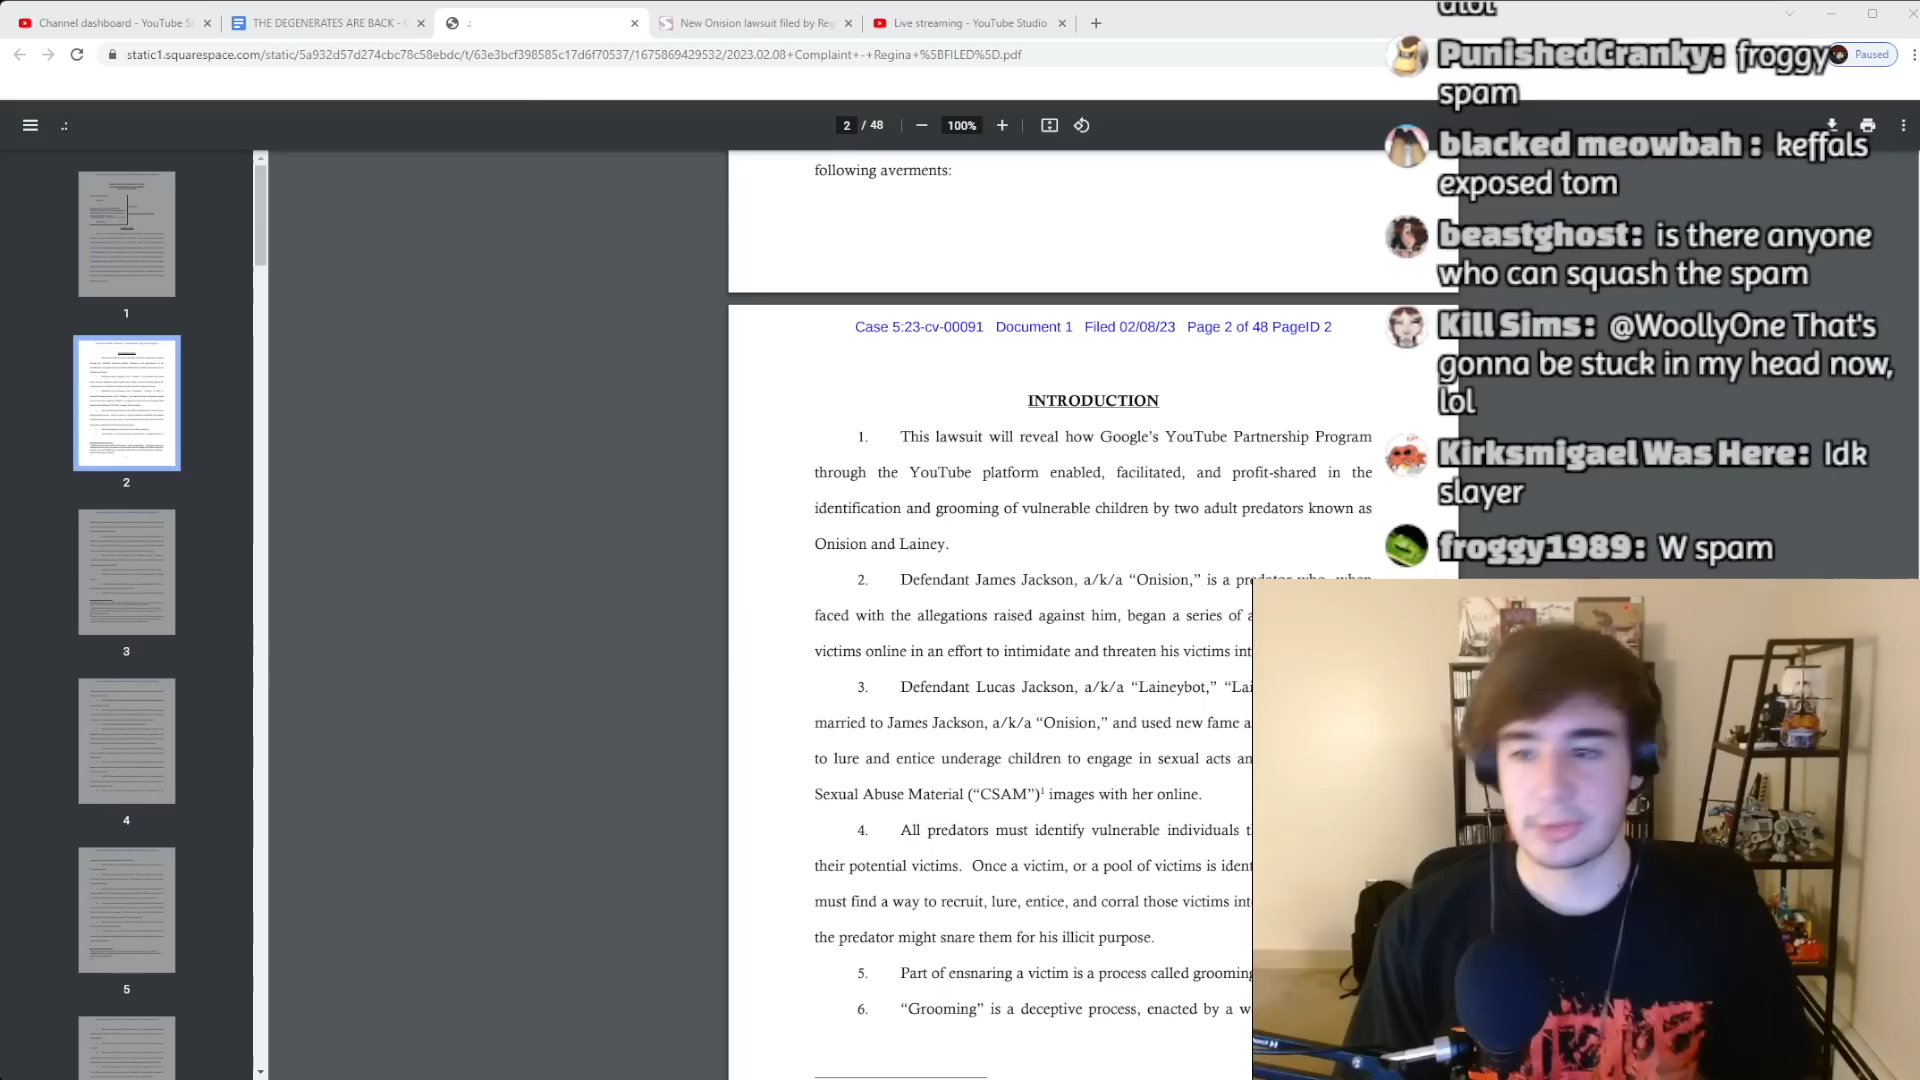 Channel dashboard - YouTube St
THE DEGENERATES ARE BACK - G
.:
New Onision lawsuit filed by Reg
Live streaming - YouTube Studio
static1.squarespace.com/static/5a932d57d274cbc78c58ebdc/t/63e3bcf398585c17d6f70537/1675869429532/2023.02.08+Complaint+-+Regina+%5BFILED%5D.pdf
Paused
.:
2 / 48
100%
1
2
3
4
5
following averments:
Case 5:23-cv-00091 Document 1 Filed 02/08/23 Page 2 of 48 PageID 2
INTRODUCTION
1. This lawsuit will reveal how Google's YouTube Partnership Program
through the YouTube platform enabled, facilitated, and profit-shared in the
identification and grooming of vulnerable children by two adult predators known as
Onision and Lainey.
2. Defendant James Jackson, a/k/a “Onision,” is a predator who, when
faced with the allegations raised against him, began a series of a
victims online in an effort to intimidate and threaten his victims int
3. Defendant Lucas Jackson, a/k/a “Laineybot,” “Lai
married to James Jackson, a/k/a “Onision,” and used new fame a
to lure and entice underage children to engage in sexual acts an
Sexual Abuse Material (“CSAM”)1 images with her online.
4. All predators must identify vulnerable individuals t
their potential victims. Once a victim, or a pool of victims is ident
must find a way to recruit, lure, entice, and corral those victims int
the predator might snare them for his illicit purpose.
5. Part of ensnaring a victim is a process called grooming
6. “Grooming” is a deceptive process, enacted by a w
alot
PunishedCranky: froggy
spam
blacked meowbah : keffals
exposed tom
beastghost: is there anyone
who can squash the spam
Kill Sims: @WoollyOne That's
gonna be stuck in my head now,
lol
Kirksmigael Was Here: Idk
slayer
froggy1989: W spam